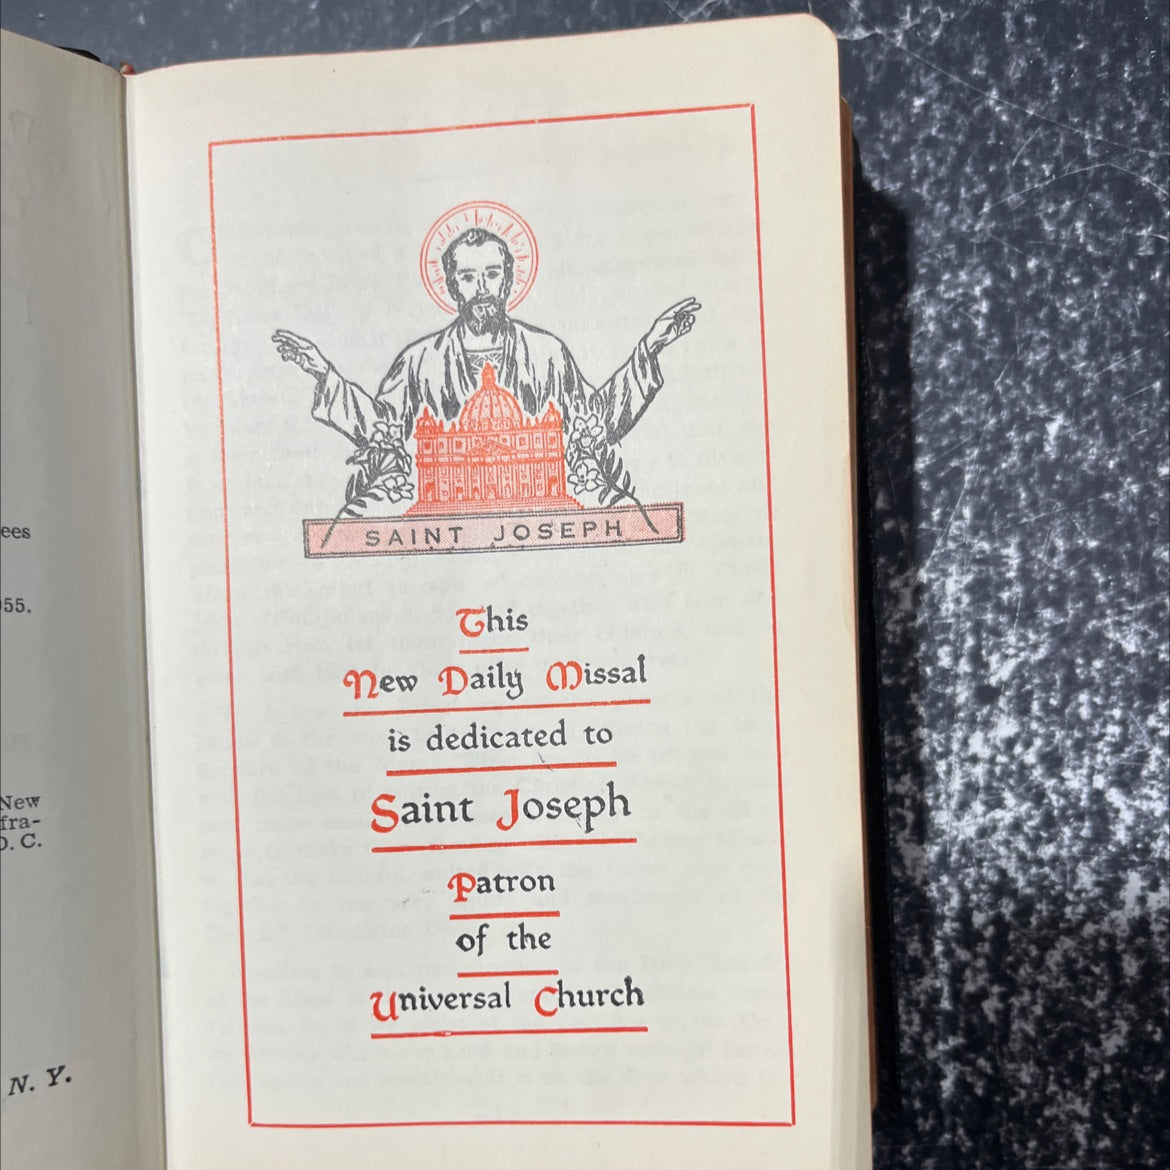 ees
955.
New
fra-
D. C.
N. Y.
SAINT JOSEPH
This
New Daily Missal
is dedicated to
Saint Joseph
Patron
of the
Universal Church